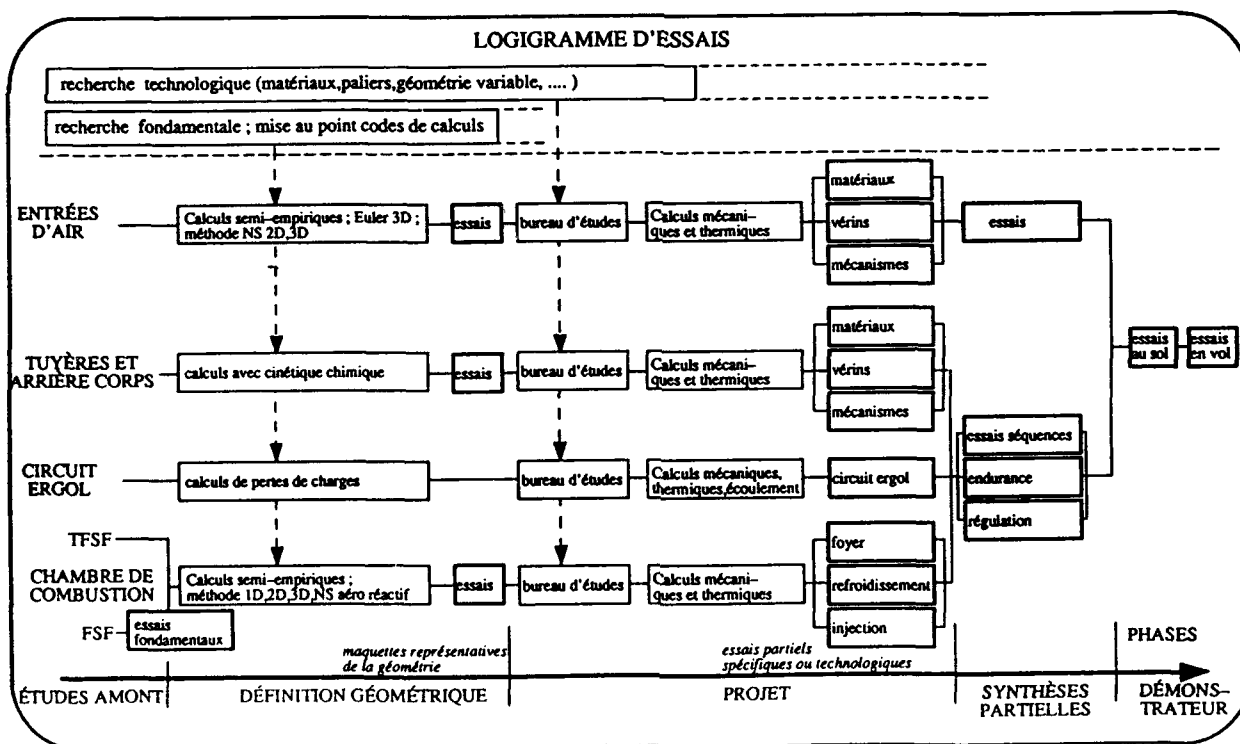 LOGIGRAMME D'ESSAIS
recherche technologique (matériaux,paliers,géométrie variable, .... )
recherche fondamentale ; mise au point codes de calculs
ENTRÉES
D'AIR
Calculs semi-empiriques ; Euler 3D ;
méthode NS 2D,3D
essais
bureau d'études
Calculs mécani-
ques et thermiques
matériaux
vérins
mécanismes
essais
TUYÈRES ET
ARRIÈRE CORPS
calculs avec cinétique chimique
essais
bureau d'études
Calculs mécani-
ques et thermiques
matériaux
vérins
mécanismes
essais
au sol
essais
en vol
CIRCUIT
ERGOL
calculs de pertes de charges
bureau d'études
Calculs mécaniques,
thermiques,écoulement
circuit ergol
essais séquences
endurance
régulation
TFSF
CHAMBRE DE
COMBUSTION
FSF
essais
fondamentaux
Calculs semi-empiriques ;
méthode 1D,2D,3D,NS aéro réactif
essais
bureau d'études
Calculs mécani-
ques et thermiques
foyer
refroidissement
injection
maquettes représentatives
de la géométrie
essais partiels
spécifiques ou technologiques
PHASES
ÉTUDES AMONT
DÉFINITION GÉOMÉTRIQUE
PROJET
SYNTHÈSES
PARTIELLES
DÉMONS-
TRATEUR